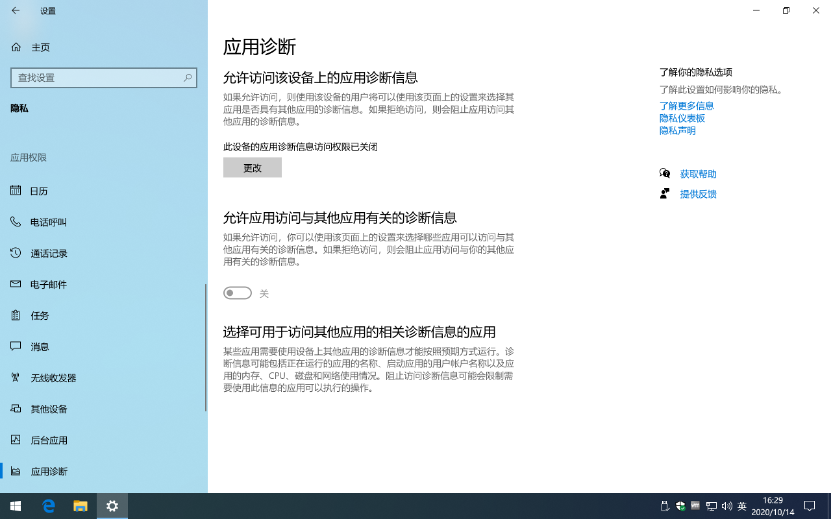 设置
主页
查找设置
隐私
应用权限
日历
电话呼叫
通话记录
电子邮件
任务
消息
无线收发器
其他设备
后台应用
应用诊断
应用诊断
允许访问该设备上的应用诊断信息
如果允许访问，则使用该设备的用户将可以使用该页面上的设置来选择其
应用是否具有其他应用的诊断信息。如果拒绝访问，则会阻止应用访问其
他应用的诊断信息。
此设备的应用诊断信息访问权限已关闭
更改
允许应用访问与其他应用有关的诊断信息
如果允许访问，你可以使用该页面上的设置来选择哪些应用可以访问与其
他应用有关的诊断信息。如果拒绝访问，则会阻止应用访问与你的其他应
用有关的诊断信息。
关
选择可用于访问其他应用的相关诊断信息的应用
某些应用需要使用设备上其他应用的诊断信息才能按照预期方式运行。诊
断信息可能包括正在运行的应用的名称、启动应用的用户帐户名称以及应
用的内存、CPU、磁盘和网络使用情况。阻止访问诊断信息可能会限制需
要使用此信息的应用可以执行的操作。
了解你的隐私选项
了解此设置如何影响你的隐私。
了解更多信息
隐私仪表板
隐私声明
获取帮助
提供反馈
英
16:29
2020/10/14